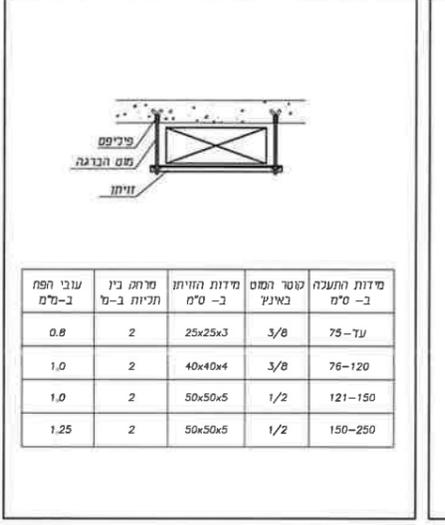 פיליפס
מוט הברגה
זויתן
מידות התעלה ב- ס"מ | קוטר המוט באינץ' | מידות הזויתן ב- ס"מ | מרחק בין תליות ב-מ' | עובי הפח ב-מ"מ
עד-75 | 3/8 | 25x25x3 | 2 | 0.8
76-120 | 3/8 | 40x40x4 | 2 | 1.0
121-150 | 1/2 | 50x50x5 | 2 | 1.0
150-250 | 1/2 | 50x50x5 | 2 | 1.25